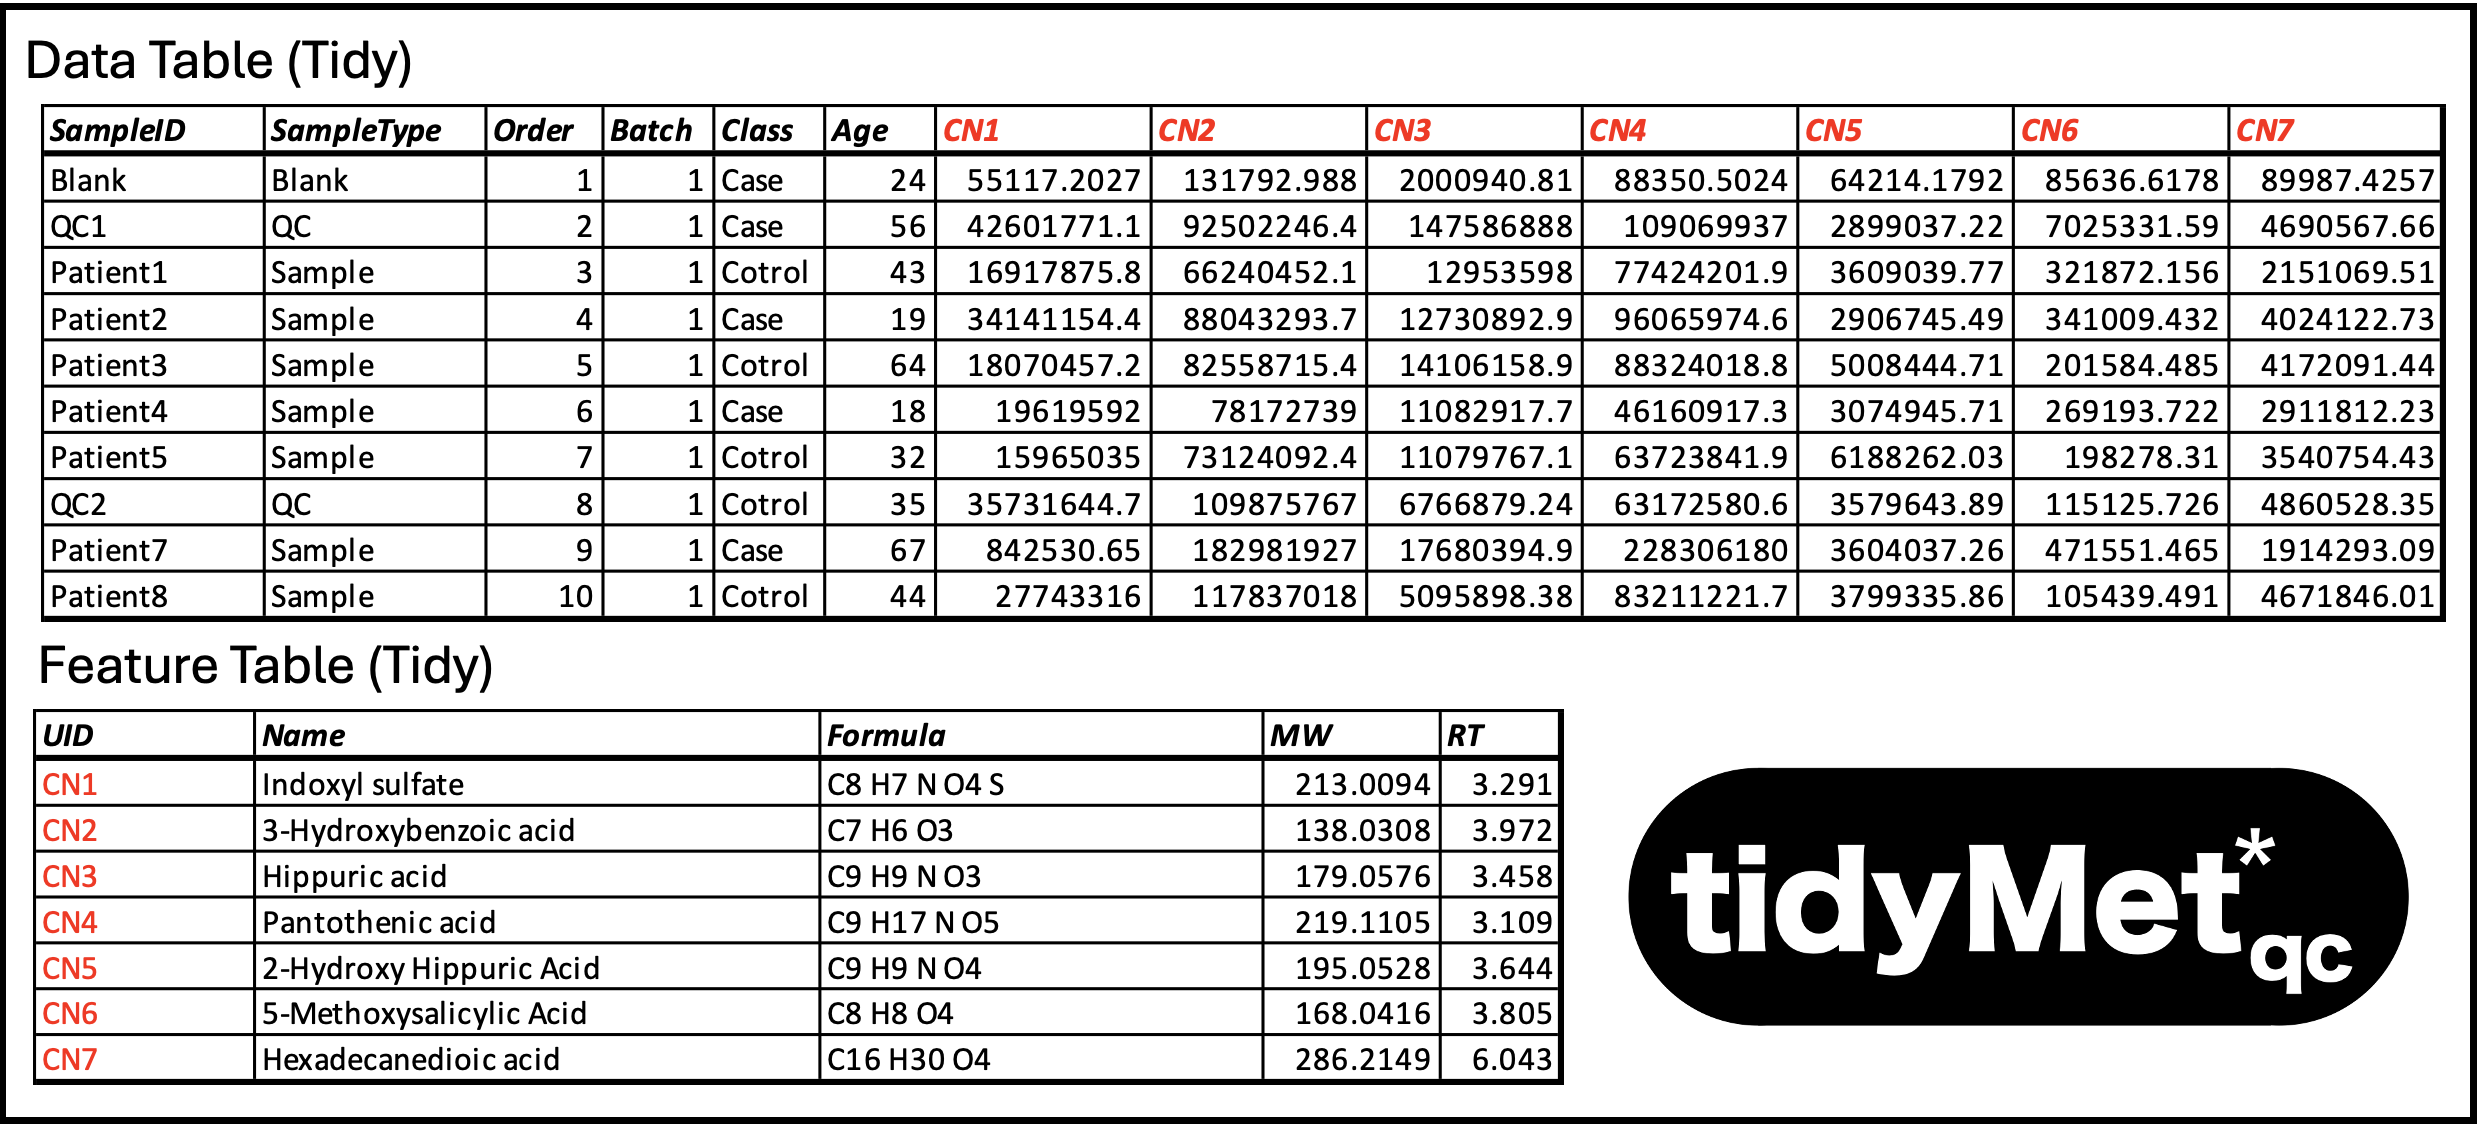 Data Table (Tidy)
SampleID SampleType Order Batch Class Age CN1 CN2 CN3 CN4 CN5 CN6 CN7
Blank Blank 1 1 Case 24 55117.2027 131792.988 2000940.81 88350.5024 64214.1792 85636.6178 89987.4257
QC1 QC 2 1 Case 56 42601771.1 92502246.4 147586888 109069937 2899037.22 7025331.59 4690567.66
Patient1 Sample 3 1 Cotrol 43 16917875.8 66240452.1 12953598 77424201.9 3609039.77 321872.156 2151069.51
Patient2 Sample 4 1 Case 19 34141154.4 88043293.7 12730892.9 96065974.6 2906745.49 341009.432 4024122.73
Patient3 Sample 5 1 Cotrol 64 18070457.2 82558715.4 14106158.9 88324018.8 5008444.71 201584.485 4172091.44
Patient4 Sample 6 1 Case 18 19619592 78172739 11082917.7 46160917.3 3074945.71 269193.722 2911812.23
Patient5 Sample 7 1 Cotrol 32 15965035 73124092.4 11079767.1 63723841.9 6188262.03 198278.31 3540754.43
QC2 QC 8 1 Cotrol 35 35731644.7 109875767 6766879.24 63172580.6 3579643.89 115125.726 4860528.35
Patient7 Sample 9 1 Case 67 842530.65 182981927 17680394.9 228306180 3604037.26 471551.465 1914293.09
Patient8 Sample 10 1 Cotrol 44 27743316 117837018 5095898.38 83211221.7 3799335.86 105439.491 4671846.01
Feature Table (Tidy)
UID Name Formula MW RT
CN1 Indoxyl sulfate C8 H7 N O4 S 213.0094 3.291
CN2 3-Hydroxybenzoic acid C7 H6 O3 138.0308 3.972
CN3 Hippuric acid C9 H9 N O3 179.0576 3.458
CN4 Pantothenic acid C9 H17 N O5 219.1105 3.109
CN5 2-Hydroxy Hippuric Acid C9 H9 N O4 195.0528 3.644
CN6 5-Methoxysalicylic Acid C8 H8 O4 168.0416 3.805
CN7 Hexadecanedioic acid C16 H30 O4 286.2149 6.043
tidyMet*qc